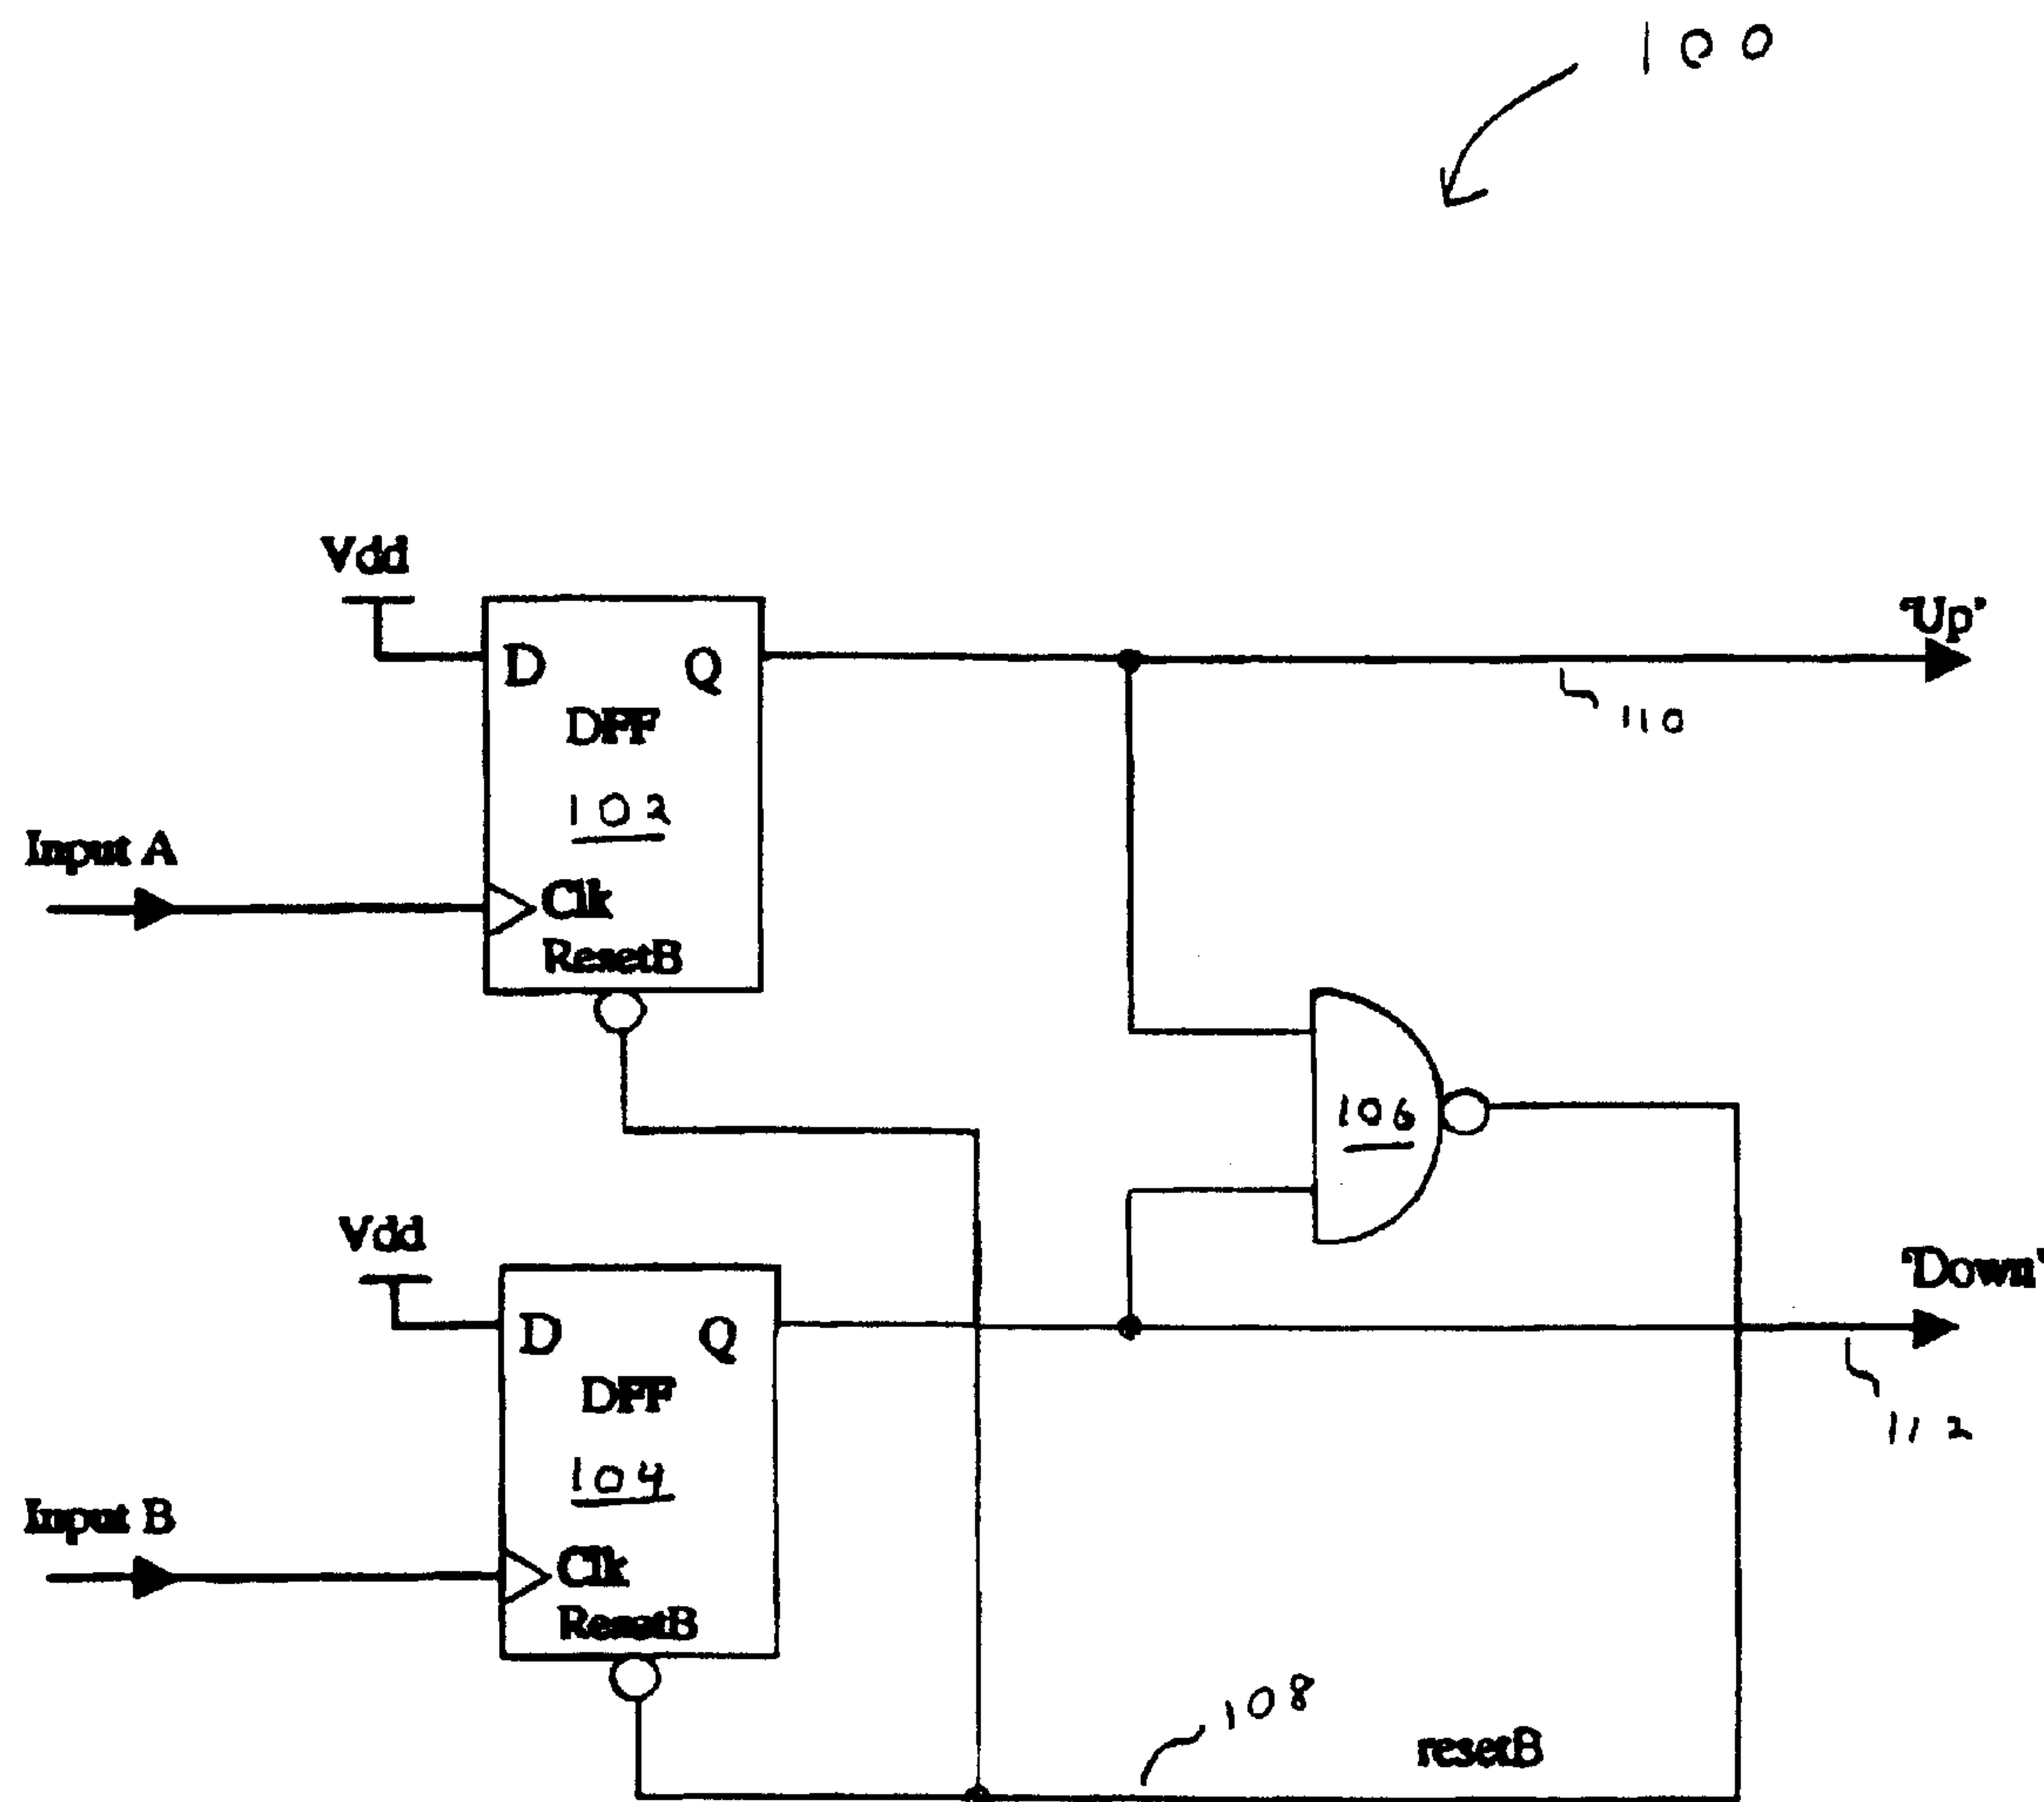 100
Vdd
"Up"
D
Q
DFF
110
102
Input A
Clk
ResetB
106
Vdd
"Down"
D
Q
DFF
112
104
Input B
Clk
ResetB
108
resetB